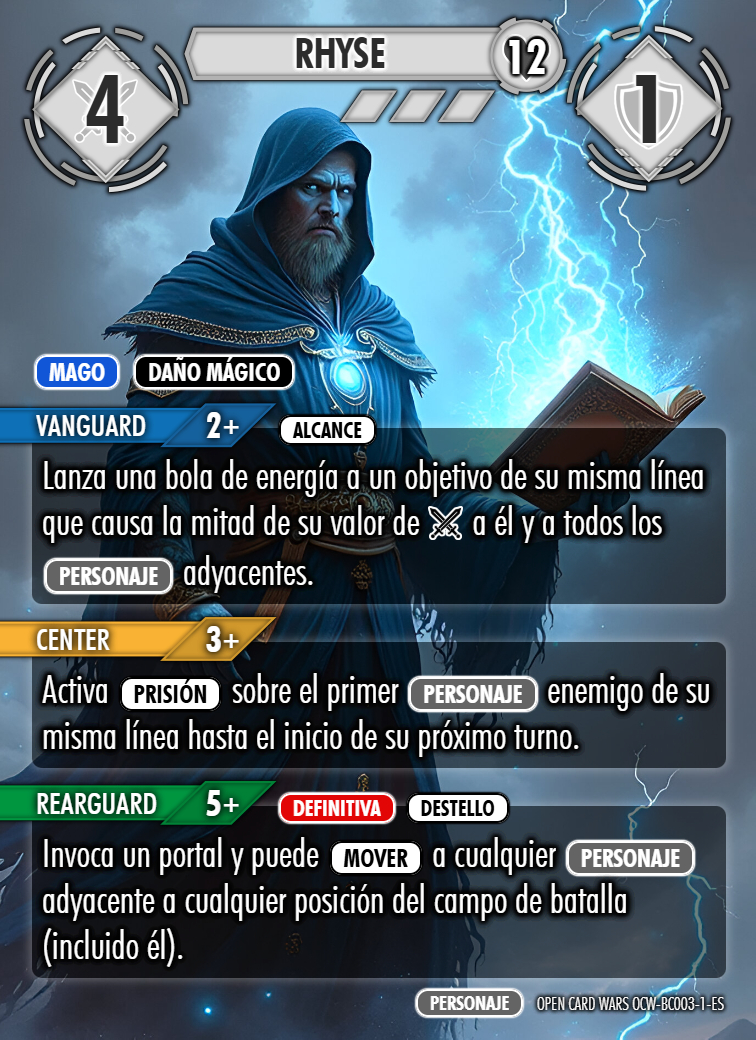 4
RHYSE
12
1
MAGO DAÑO MÁGICO
VANGUARD 2+ ALCANCE
Lanza una bola de energía a un objetivo de su misma línea
que causa la mitad de su valor de a él y a todos los
PERSONAJE adyacentes.
CENTER 3+
Activa PRISIÓN sobre el primer PERSONAJE enemigo de su
misma línea hasta el inicio de su próximo turno.
REARGUARD 5+ DEFINITIVA DESTELLO
Invoca un portal y puede MOVER a cualquier PERSONAJE
adyacente a cualquier posición del campo de batalla
(incluido él).
PERSONAJE OPEN CARD WARS OCW-BC003-1-ES